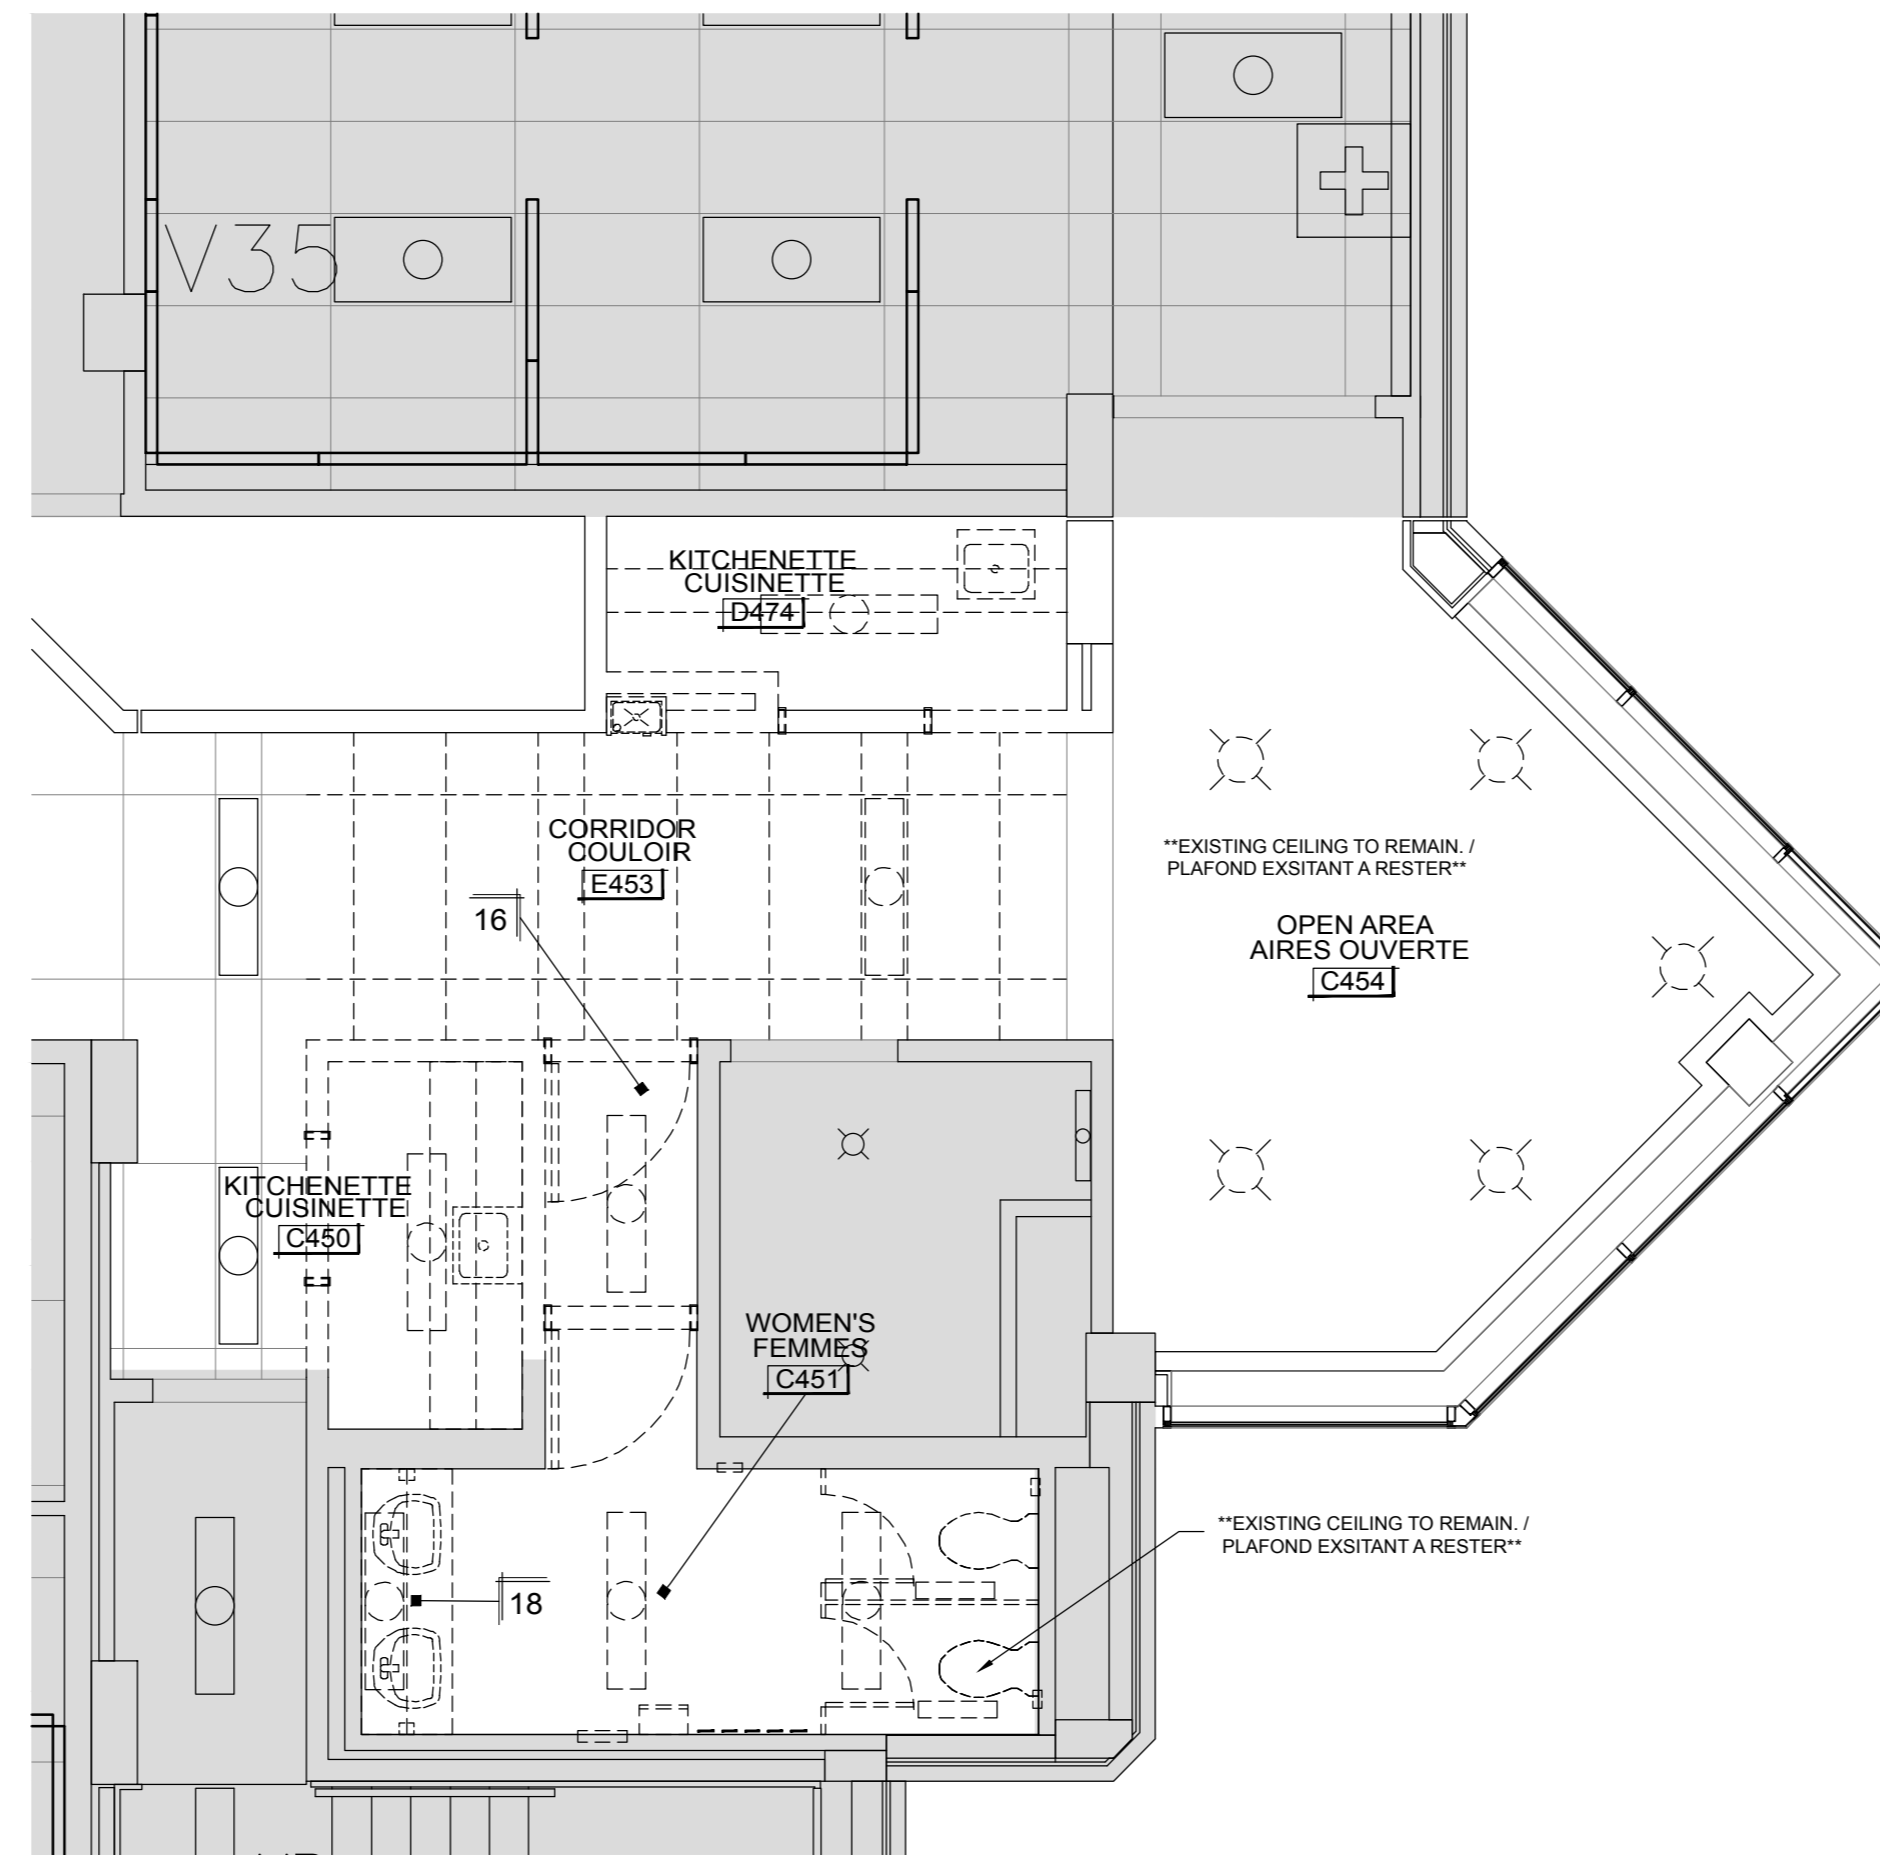 V35
KITCHENETTE
CUISINETTE
D474
CORRIDOR
COULOIR
E453
16
**EXISTING CEILING TO REMAIN. /
PLAFOND EXSITANT A RESTER**
OPEN AREA
AIRES OUVERTE
C454
KITCHENETTE
CUISINETTE
C450
WOMEN'S
FEMMES
C451
**EXISTING CEILING TO REMAIN. /
PLAFOND EXSITANT A RESTER**
18